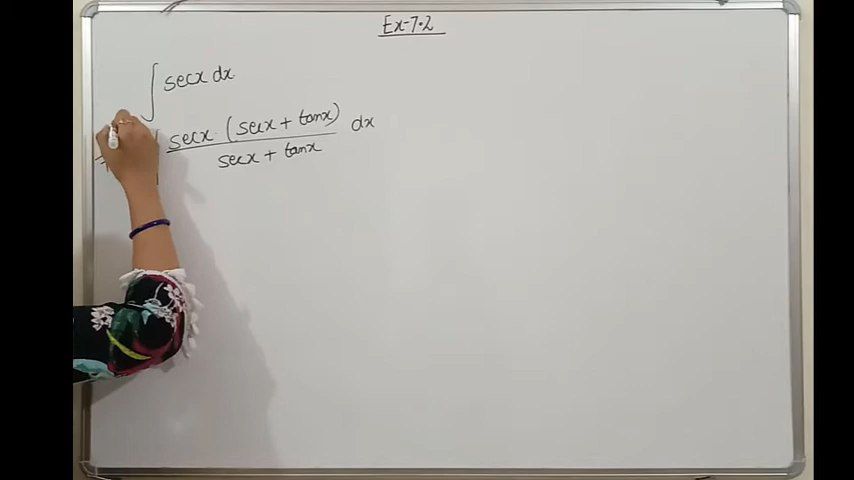 Ex-7.2
∫ secx dx
= ∫ secx · (secx + tanx) / secx + tanx dx